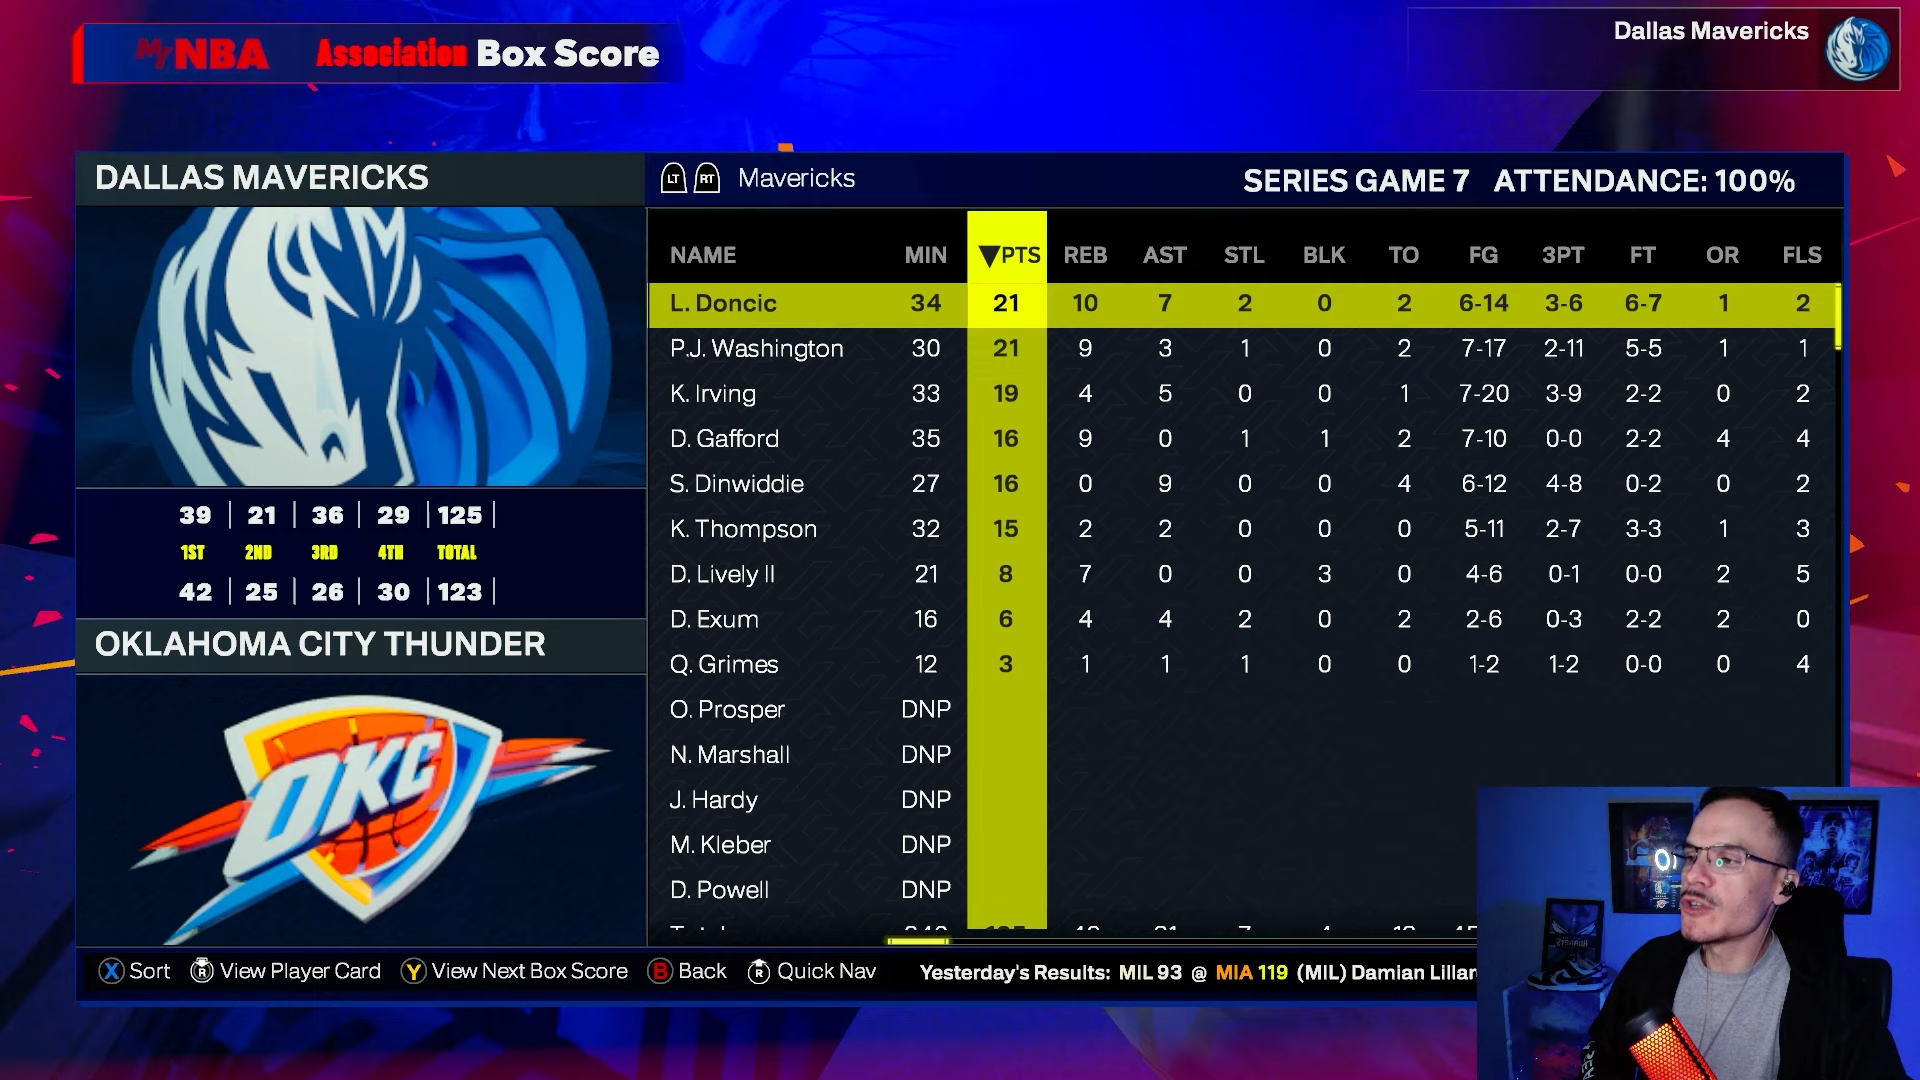 MyNBA Association Box Score
Dallas Mavericks
DALLAS MAVERICKS
39 | 21 | 36 | 29 | 125 |
1ST 2ND 3RD 4TH TOTAL
42 | 25 | 26 | 30 | 123 |
OKLAHOMA CITY THUNDER
OKC
LT RT Mavericks SERIES GAME 7 ATTENDANCE: 100%
NAME MIN ▼PTS REB AST STL BLK TO FG 3PT FT OR FLS
L. Doncic 34 21 10 7 2 0 2 6-14 3-6 6-7 1 2
P.J. Washington 30 21 9 3 1 0 2 7-17 2-11 5-5 1 1
K. Irving 33 19 4 5 0 0 1 7-20 3-9 2-2 0 2
D. Gafford 35 16 9 0 1 1 2 7-10 0-0 2-2 4 4
S. Dinwiddie 27 16 0 9 0 0 4 6-12 4-8 0-2 0 2
K. Thompson 32 15 2 2 0 0 0 5-11 2-7 3-3 1 3
D. Lively II 21 8 7 0 0 3 0 4-6 0-1 0-0 2 5
D. Exum 16 6 4 4 2 0 2 2-6 0-3 2-2 2 0
Q. Grimes 12 3 1 1 1 0 0 1-2 1-2 0-0 0 4
O. Prosper DNP
N. Marshall DNP
J. Hardy DNP
M. Kleber DNP
D. Powell DNP
X Sort R View Player Card Y View Next Box Score B Back R Quick Nav Yesterday's Results: MIL 93 @ MIA 119 (MIL) Damian Lillar